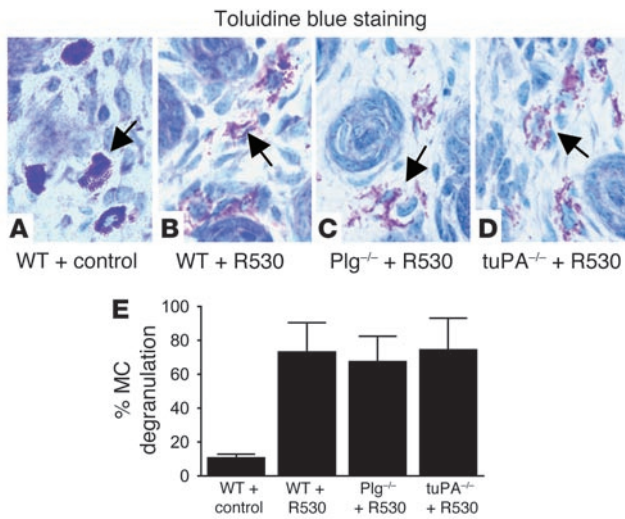 Toluidine blue staining
A B C D
WT + control WT + R530 Plg⁻/⁻ + R530 tuPA⁻/⁻ + R530
E
% MC
degranulation
100
80
60
40
20
0
WT + WT + Plg⁻/⁻ tuPA⁻/⁻
control R530 + R530 + R530